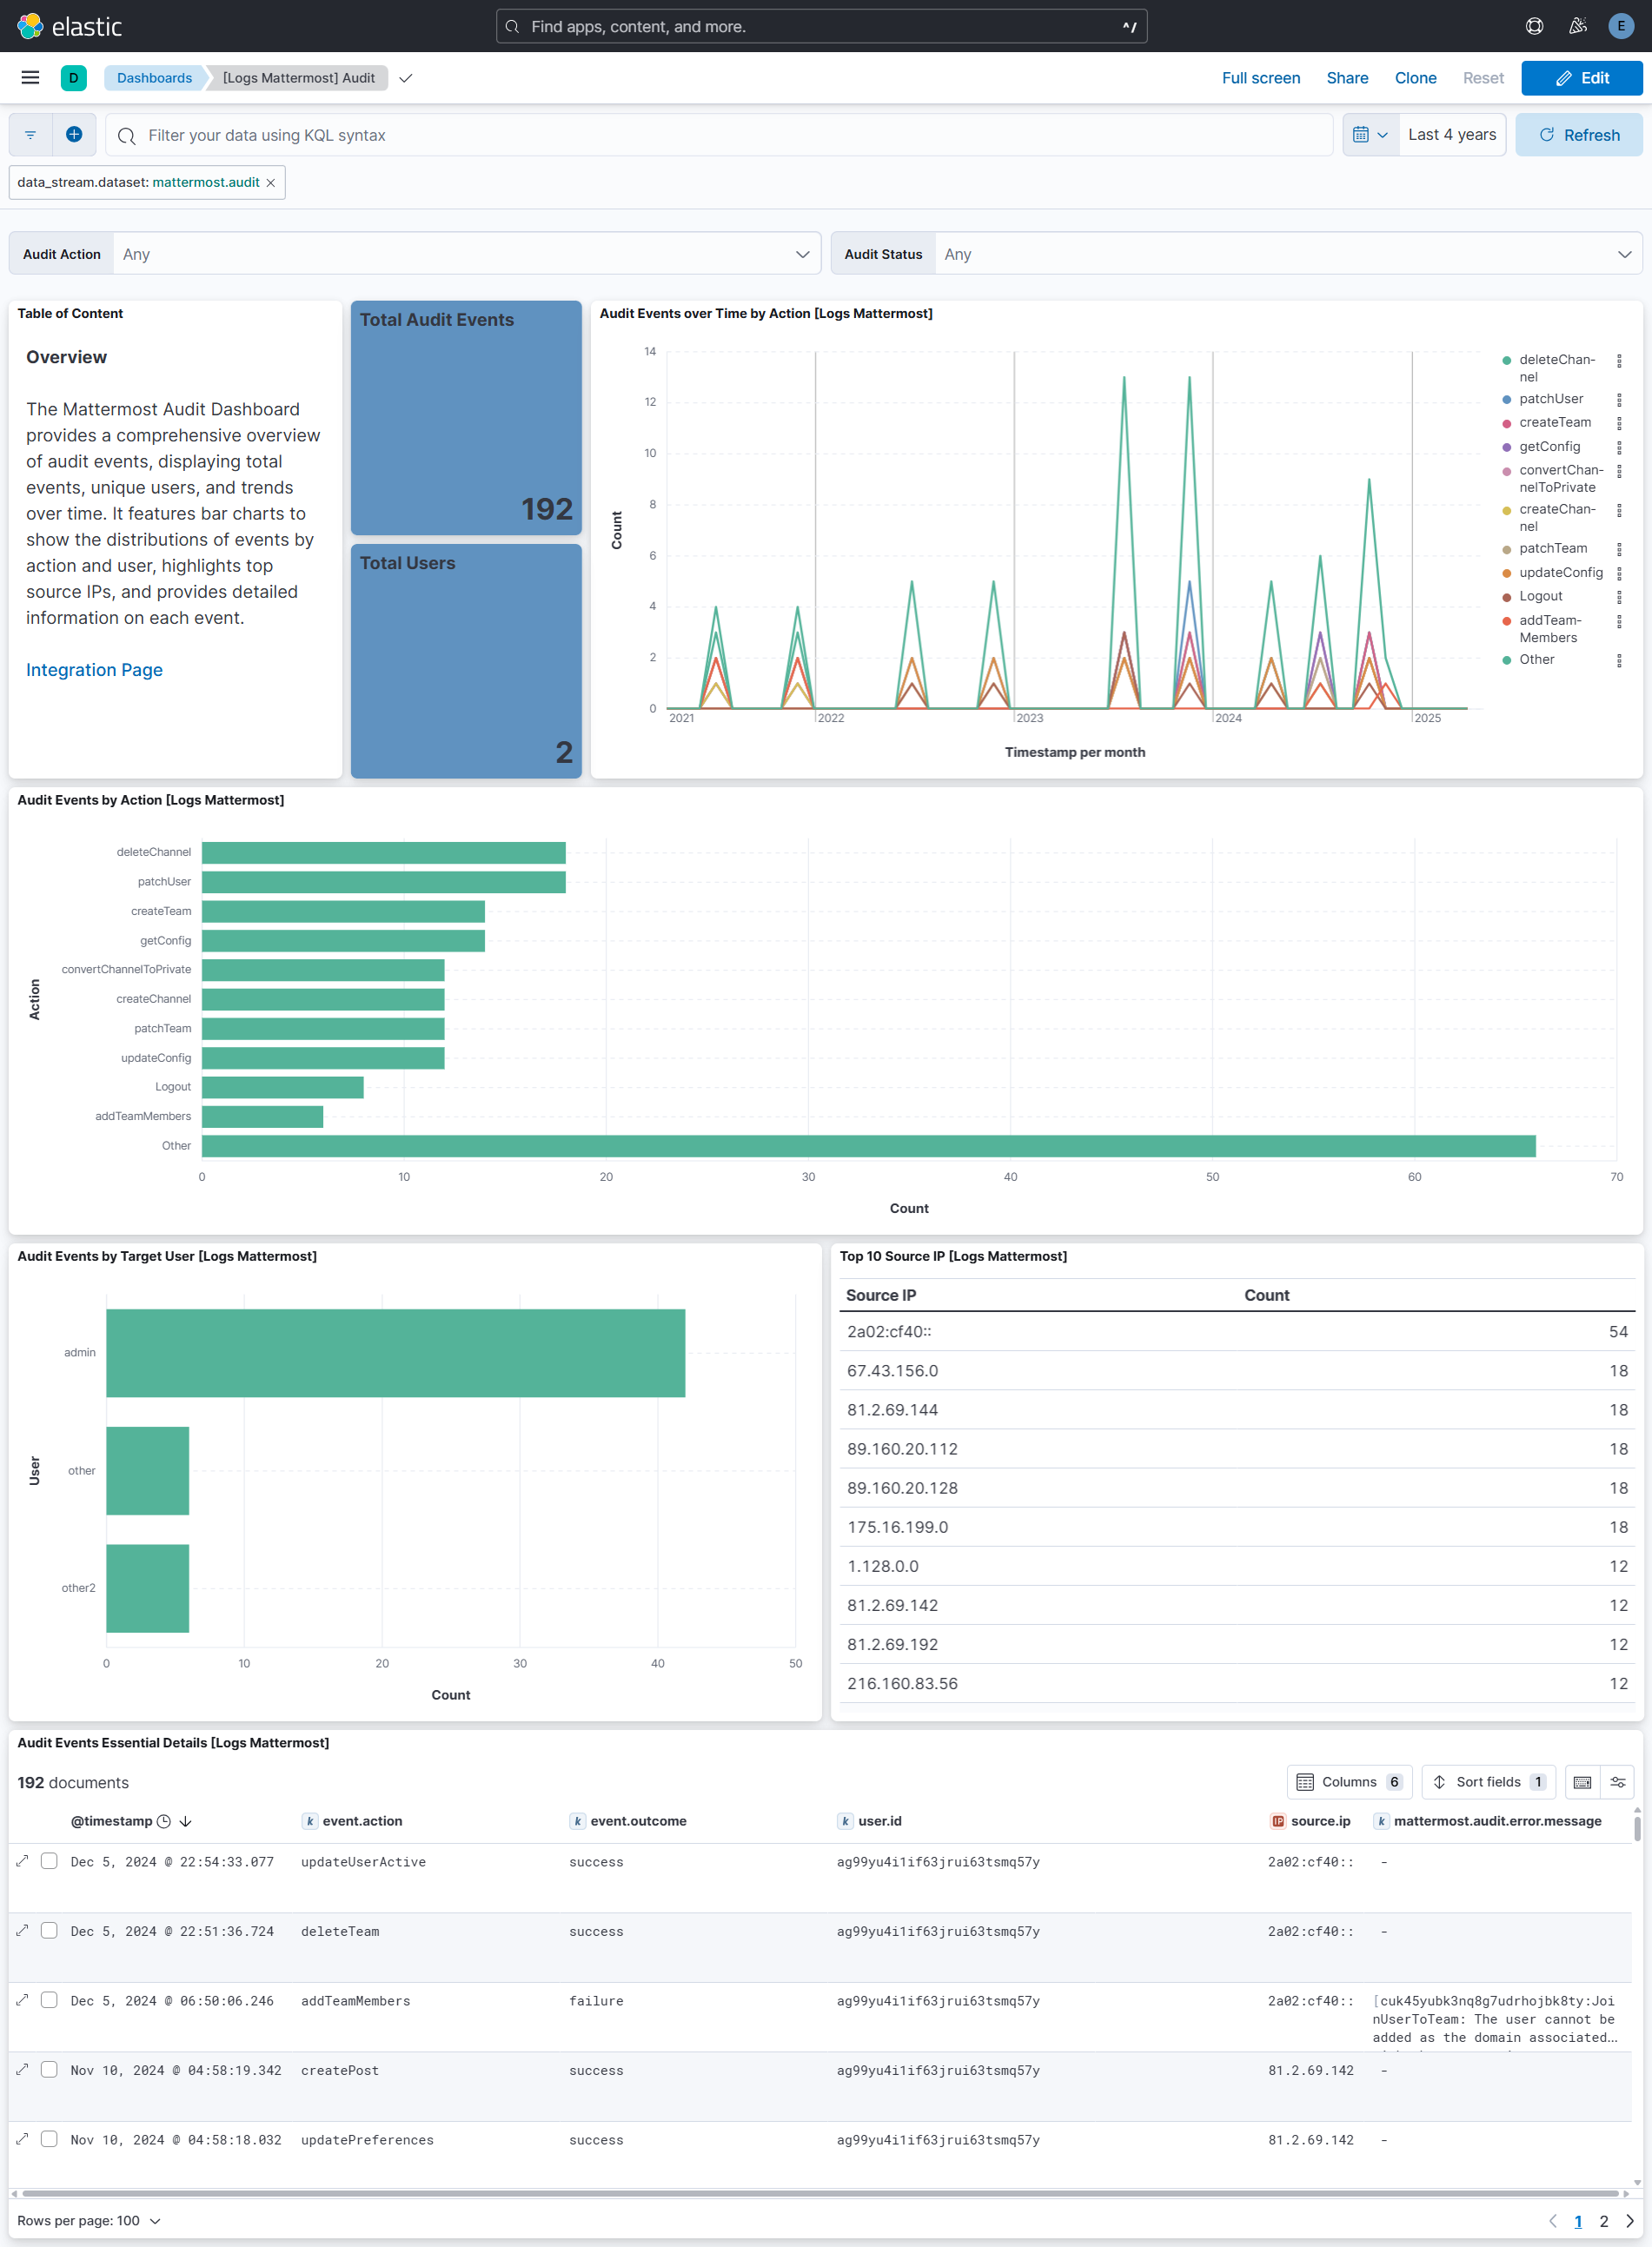 elastic
Find apps, content, and more.
^/
E
D
Dashboards
[Logs Mattermost] Audit
Full screen
Share
Clone
Reset
Edit
Filter your data using KQL syntax
Last 4 years
Refresh
data_stream.dataset: mattermost.audit
Audit Action
Any
Audit Status
Any
Table of Content
Overview
The Mattermost Audit Dashboard
provides a comprehensive overview
of audit events, displaying total
events, unique users, and trends
over time. It features bar charts to
show the distributions of events by
action and user, highlights top
source IPs, and provides detailed
information on each event.
Integration Page
Total Audit Events
192
Total Users
2
Audit Events over Time by Action [Logs Mattermost]
14
12
10
8
6
4
2
0
Count
2021
2022
2023
2024
2025
Timestamp per month
deleteChan-
nel
patchUser
createTeam
getConfig
convertChan-
nelToPrivate
createChan-
nel
patchTeam
updateConfig
Logout
addTeam-
Members
Other
Audit Events by Action [Logs Mattermost]
Action
deleteChannel
patchUser
createTeam
getConfig
convertChannelToPrivate
createChannel
patchTeam
updateConfig
Logout
addTeamMembers
Other
0
10
20
30
40
50
60
70
Count
Audit Events by Target User [Logs Mattermost]
User
admin
other
other2
0
10
20
30
40
50
Count
Top 10 Source IP [Logs Mattermost]
Source IP Count
2a02:cf40:: 54
67.43.156.0 18
81.2.69.144 18
89.160.20.112 18
89.160.20.128 18
175.16.199.0 18
1.128.0.0 12
81.2.69.142 12
81.2.69.192 12
216.160.83.56 12
Audit Events Essential Details [Logs Mattermost]
192 documents
Columns 6
Sort fields 1
@timestamp k event.action k event.outcome k user.id IP source.ip k mattermost.audit.error.message
Dec 5, 2024 @ 22:54:33.077 updateUserActive success ag99yu4i1if63jrui63tsmq57y 2a02:cf40:: -
Dec 5, 2024 @ 22:51:36.724 deleteTeam success ag99yu4i1if63jrui63tsmq57y 2a02:cf40:: -
Dec 5, 2024 @ 06:50:06.246 addTeamMembers failure ag99yu4i1if63jrui63tsmq57y 2a02:cf40:: [cuk45yubk3nq8g7udrhojbk8ty:Joi
nUserToTeam: The user cannot be
added as the domain associated…
Nov 10, 2024 @ 04:58:19.342 createPost success ag99yu4i1if63jrui63tsmq57y 81.2.69.142 -
Nov 10, 2024 @ 04:58:18.032 updatePreferences success ag99yu4i1if63jrui63tsmq57y 81.2.69.142 -
Rows per page: 100
1
2